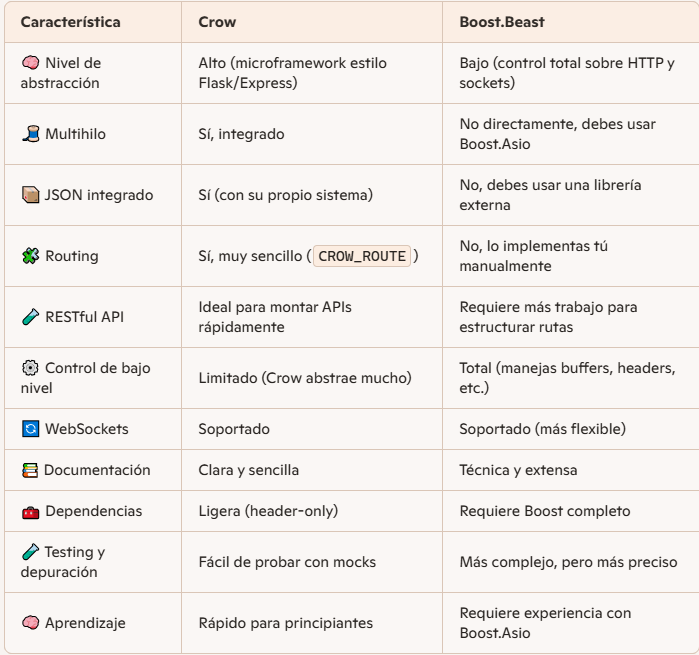 Característica Crow Boost.Beast
Nivel de abstracción Alto (microframework estilo Flask/Express) Bajo (control total sobre HTTP y sockets)
Multihilo Sí, integrado No directamente, debes usar Boost.Asio
JSON integrado Sí (con su propio sistema) No, debes usar una librería externa
Routing Sí, muy sencillo (CROW_ROUTE) No, lo implementas tú manualmente
RESTful API Ideal para montar APIs rápidamente Requiere más trabajo para estructurar rutas
Control de bajo nivel Limitado (Crow abstrae mucho) Total (manejas buffers, headers, etc.)
WebSockets Soportado Soportado (más flexible)
Documentación Clara y sencilla Técnica y extensa
Dependencias Ligera (header-only) Requiere Boost completo
Testing y depuración Fácil de probar con mocks Más complejo, pero más preciso
Aprendizaje Rápido para principiantes Requiere experiencia con Boost.Asio